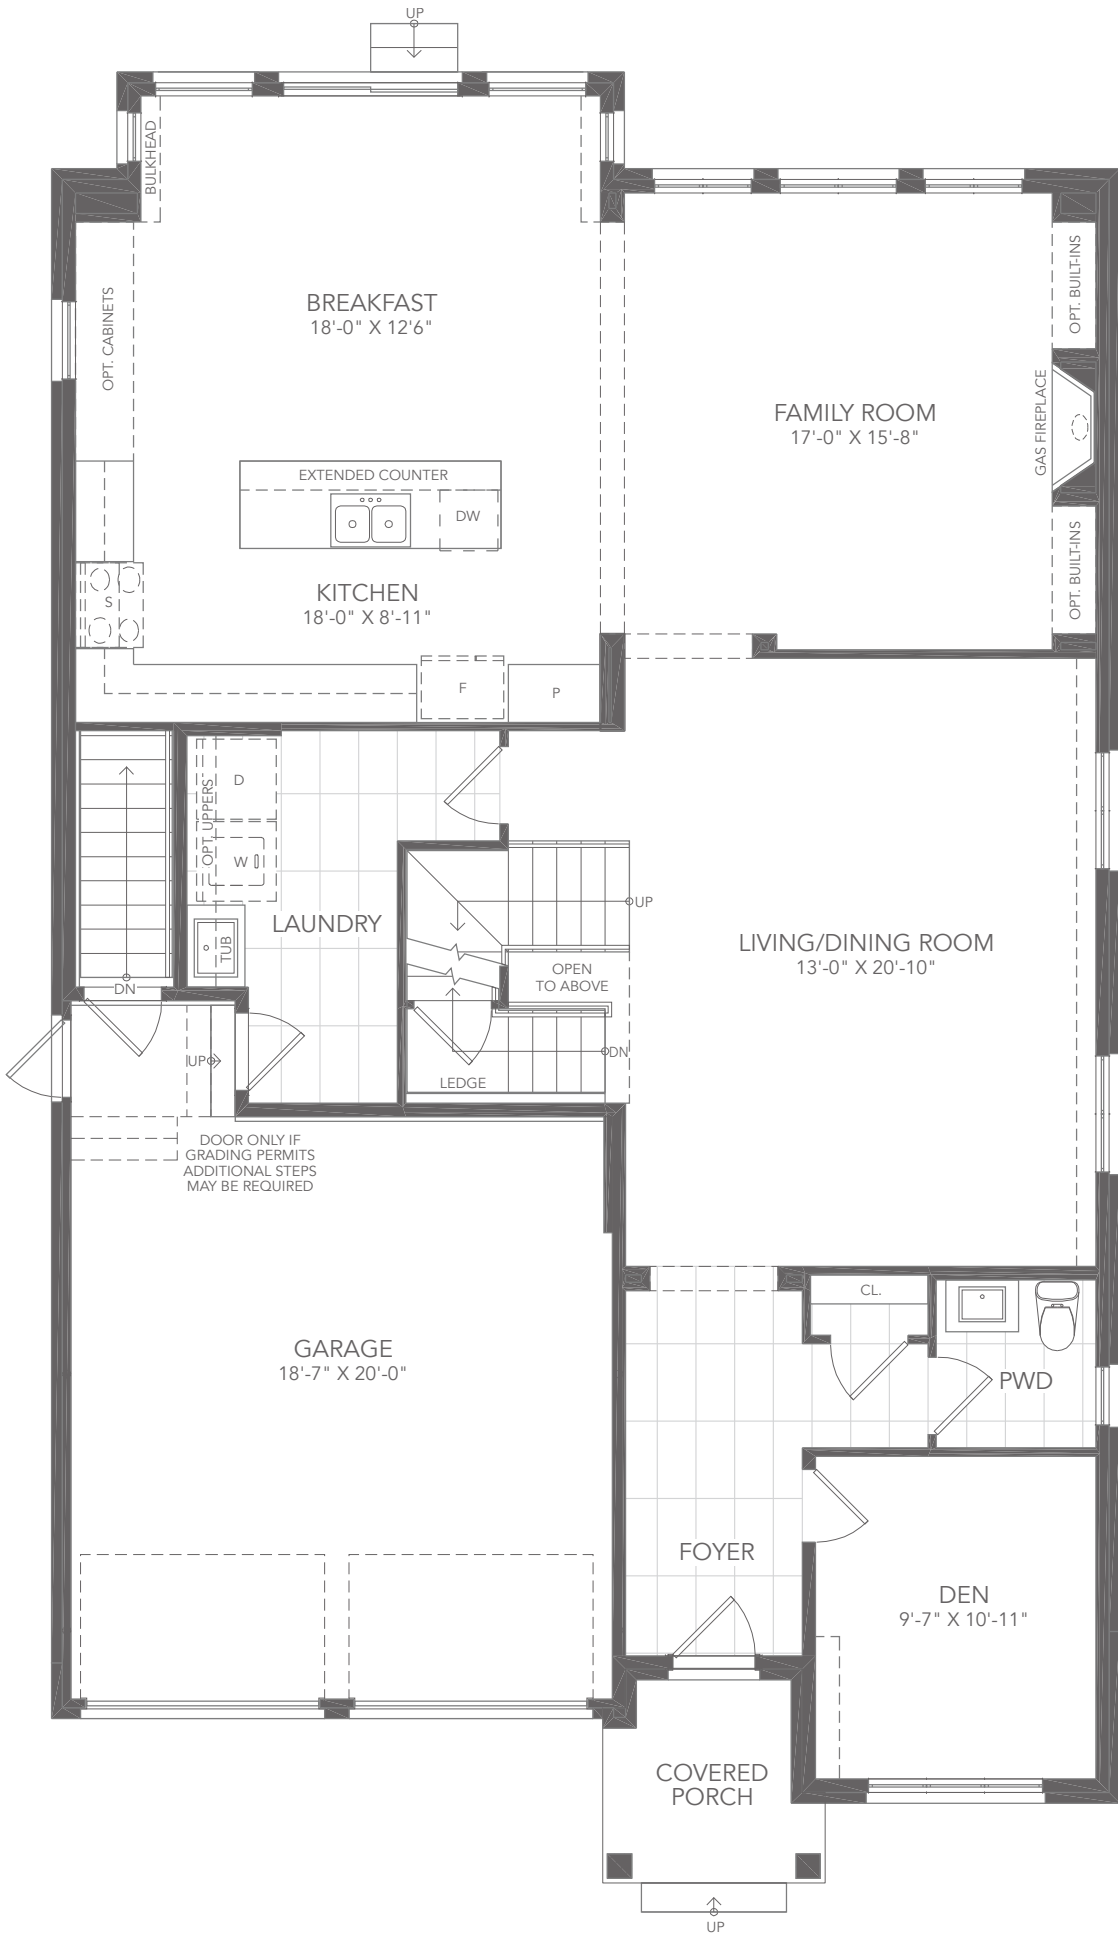 UP
BULKHEAD
OPT. CABINETS
BREAKFAST
18'-0" X 12'6"
OPT. BUILT-INS
FAMILY ROOM
17'-0" X 15'-8"
GAS FIREPLACE
EXTENDED COUNTER
DW
OPT. BUILT-INS
KITCHEN
18'-0" X 8'-11"
S
F
P
D
OPT. UPPERS
W
LAUNDRY
TUB
UP
LIVING/DINING ROOM
13'-0" X 20'-10"
OPEN
TO ABOVE
DN
UP
DN
LEDGE
DOOR ONLY IF
GRADING PERMITS
ADDITIONAL STEPS
MAY BE REQUIRED
CL.
GARAGE
18'-7" X 20'-0"
PWD
FOYER
DEN
9'-7" X 10'-11"
COVERED
PORCH
UP